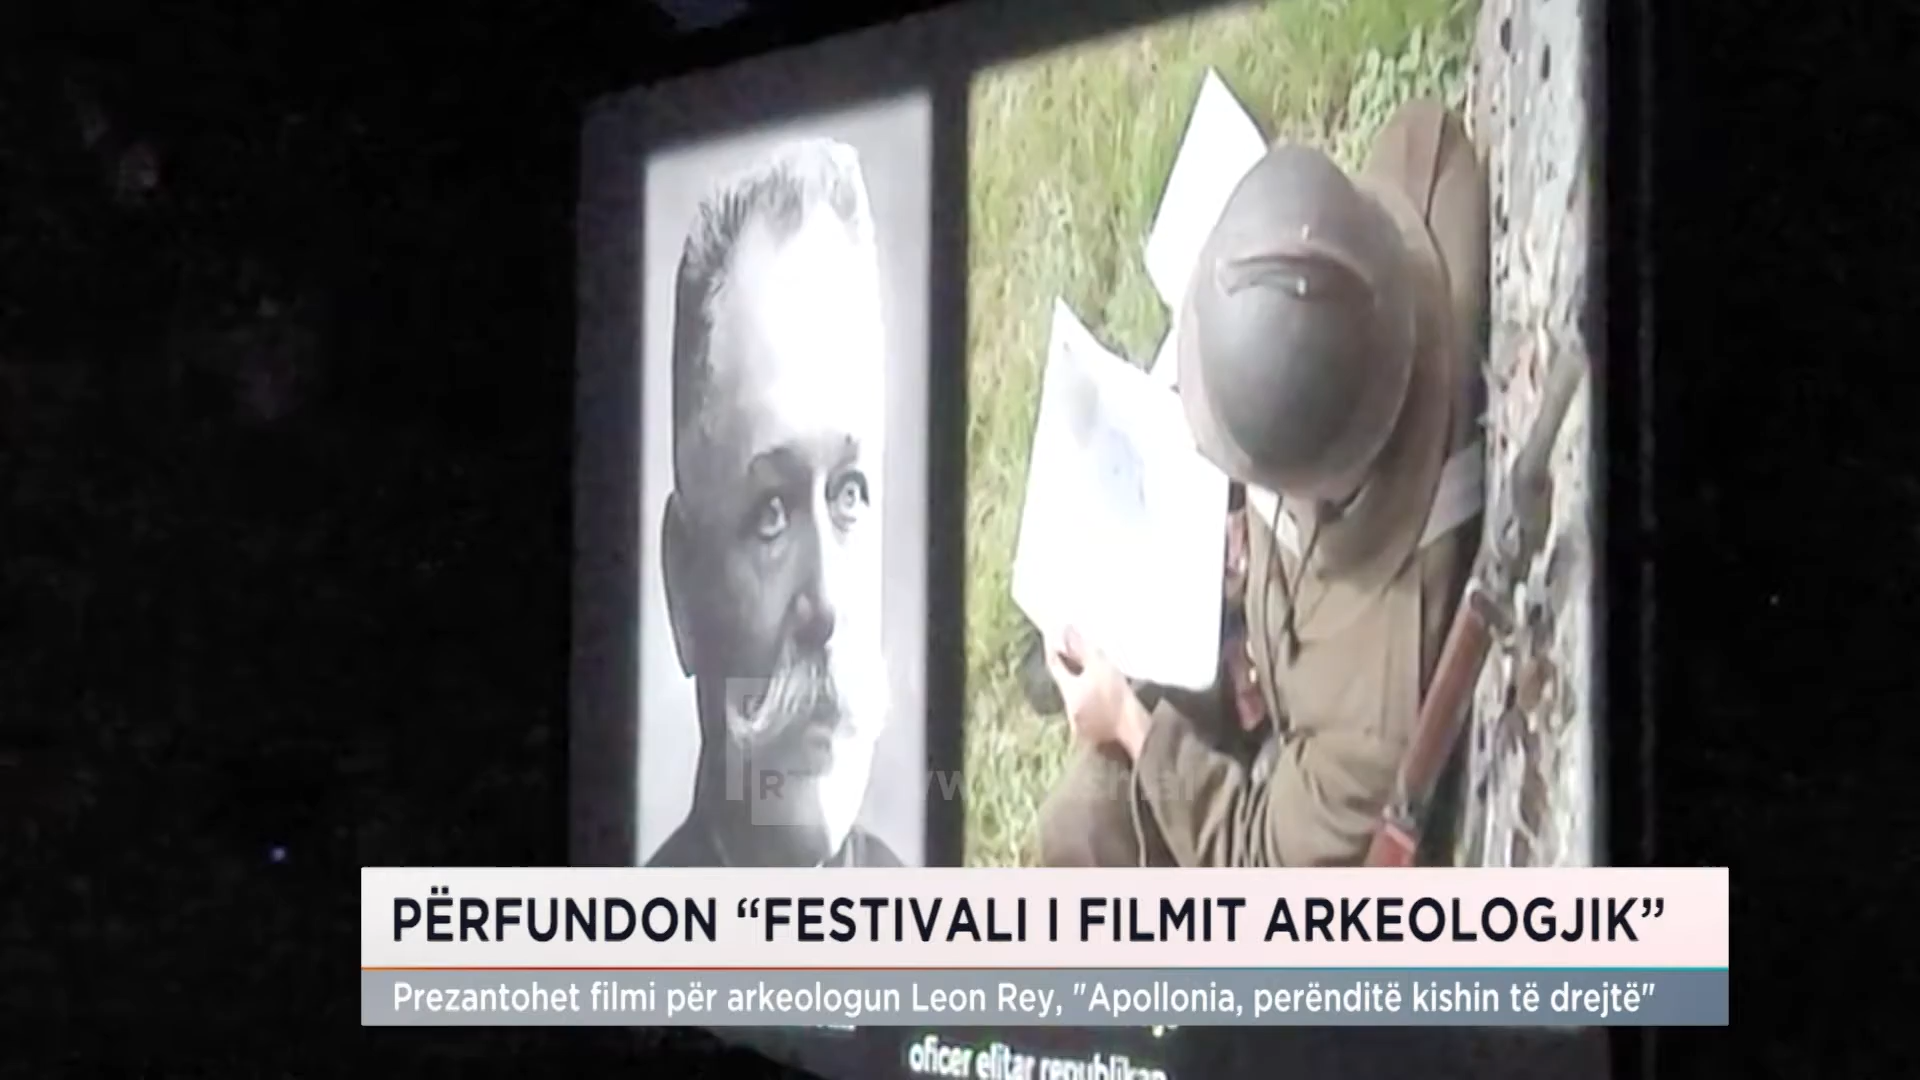 PËRFUNDON “FESTIVALI I FILMIT ARKEOLOGJIK”
Prezantohet filmi për arkeologun Leon Rey, "Apollonia, perënditë kishin të drejtë"
oficer elitar republikan